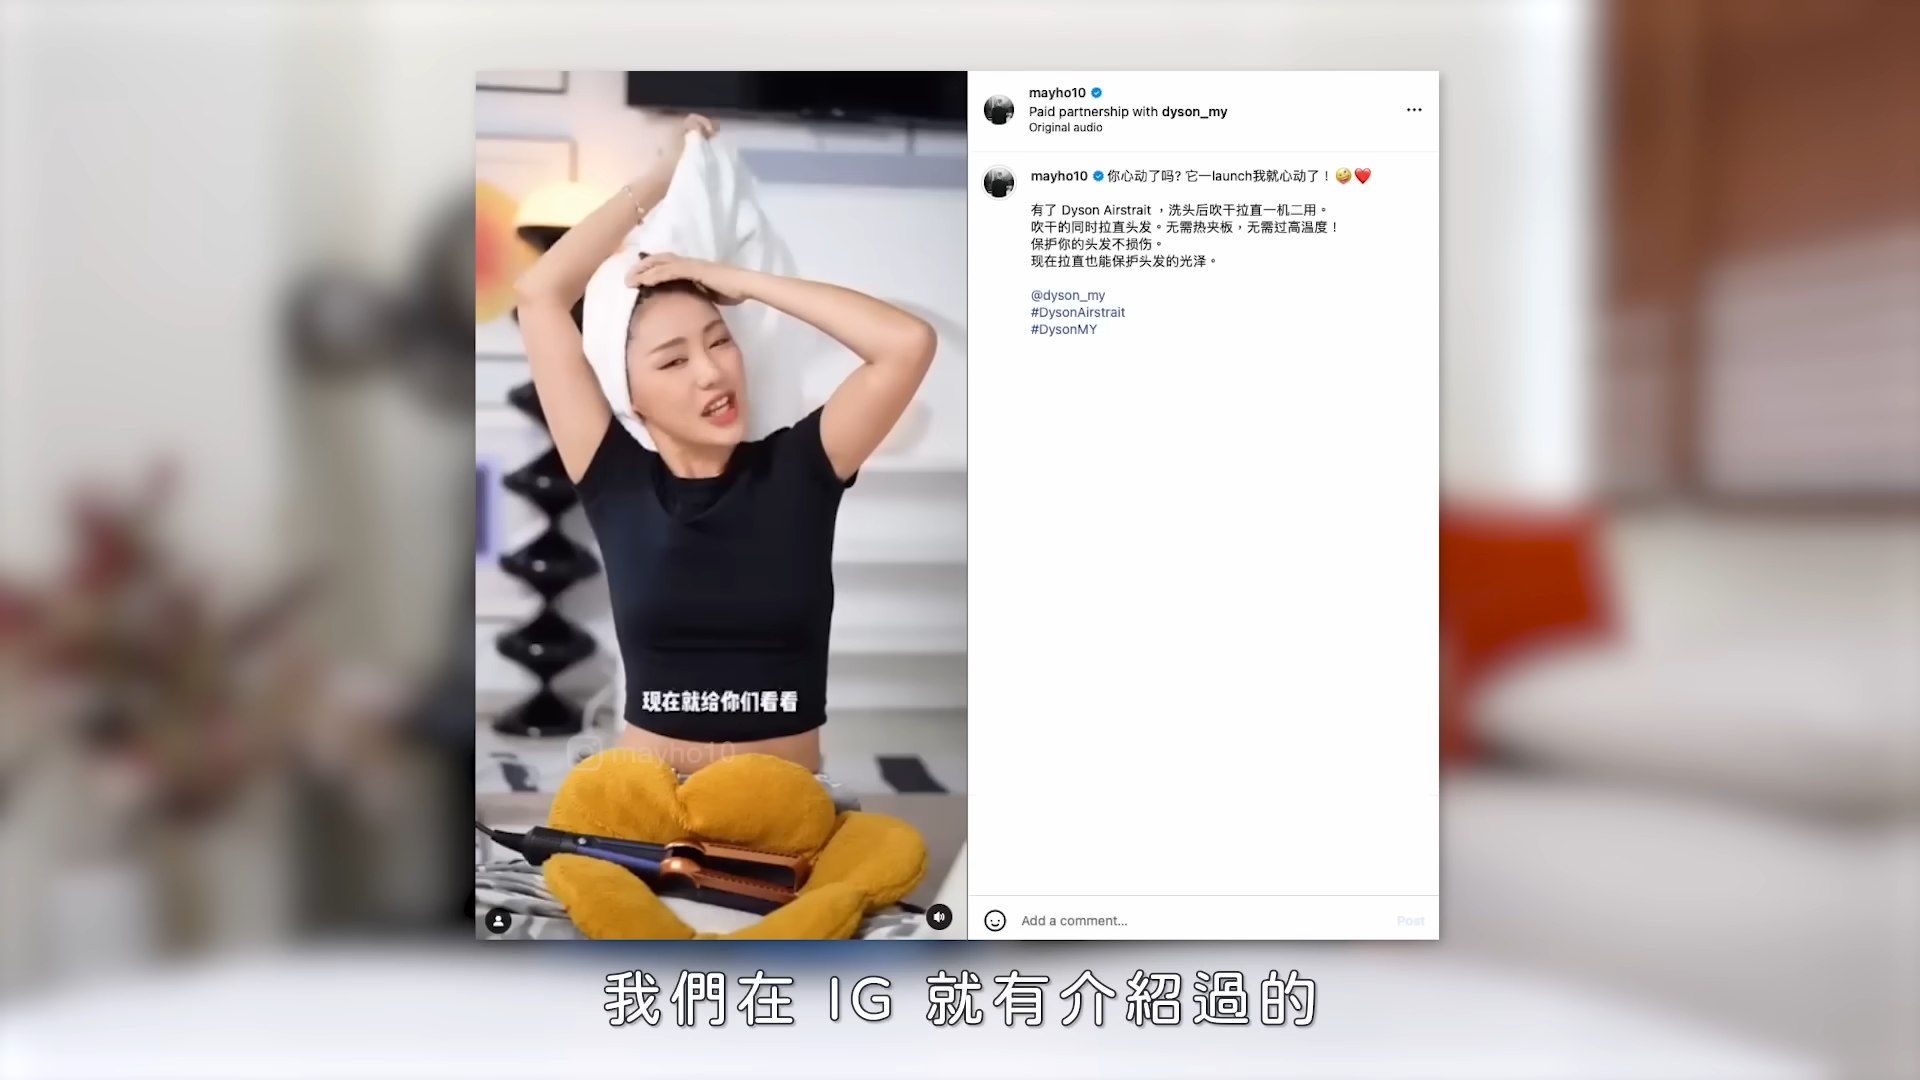 mayho10
Paid partnership with dyson_my
Original audio
mayho10 你心动了吗? 它一launch我就心动了！🤪❤️
有了 Dyson Airstrait ，洗头后吹干拉直一机二用。
吹干的同时拉直头发。无需热夹板，无需过高温度！
保护你的头发不损伤。
现在拉直也能保护头发的光泽。
@dyson_my
#DysonAirstrait
#DysonMY
现在就给你们看看
mayho10
Add a comment...
Post
我們在 IG 就有介紹過的